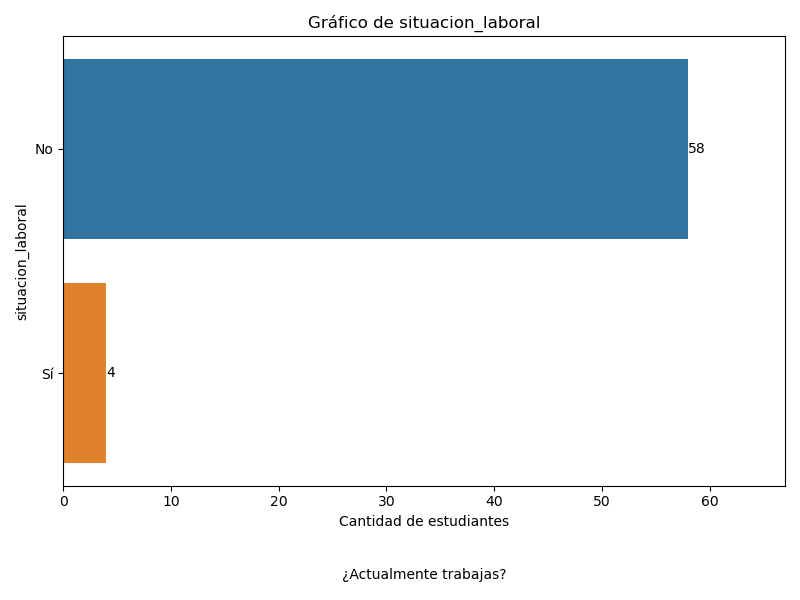 Gráfico de situacion_laboral
situacion_laboral
No
58
Sí
4
0 10 20 30 40 50 60
Cantidad de estudiantes
¿Actualmente trabajas?